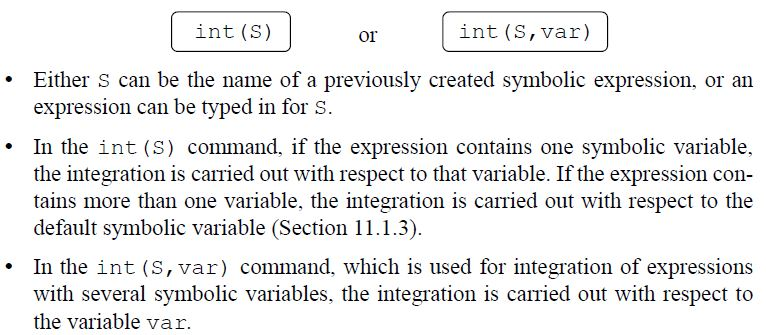 int(S) or int(S,var)
• Either S can be the name of a previously created symbolic expression, or an
expression can be typed in for S.
• In the int(S) command, if the expression contains one symbolic variable,
the integration is carried out with respect to that variable. If the expression con-
tains more than one variable, the integration is carried out with respect to the
default symbolic variable (Section 11.1.3).
• In the int(S,var) command, which is used for integration of expressions
with several symbolic variables, the integration is carried out with respect to
the variable var.